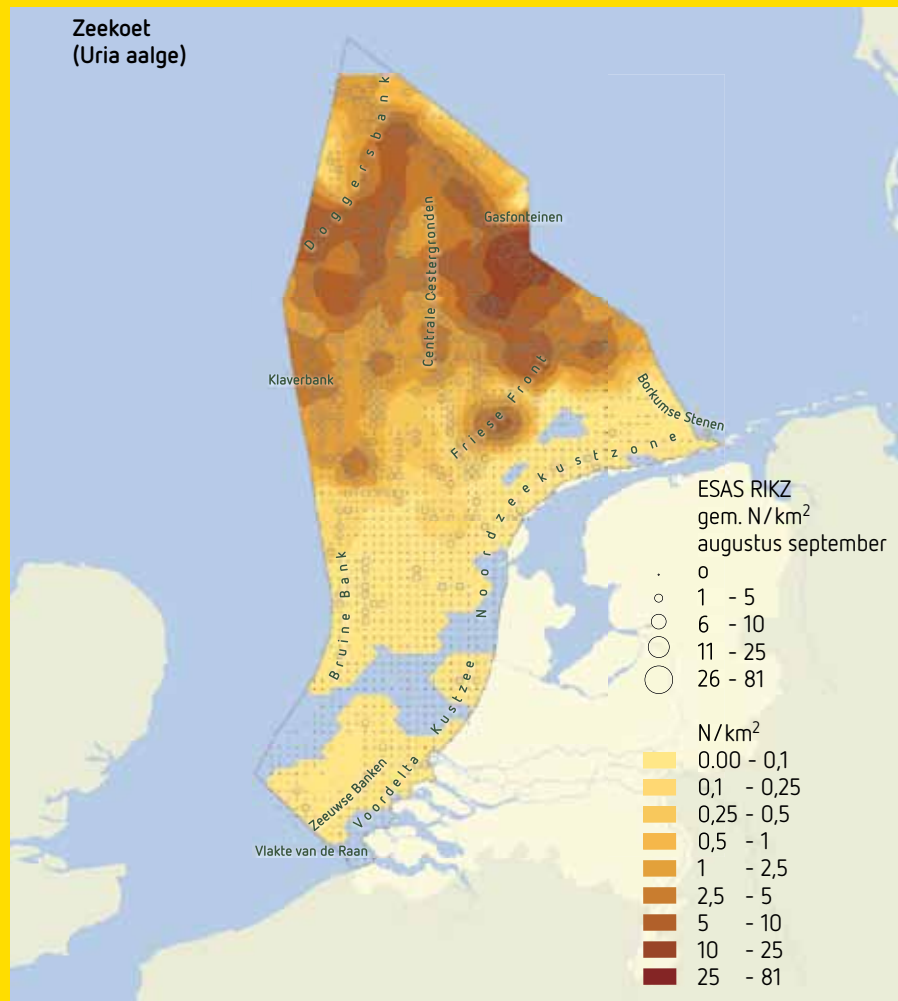 Zeekoet
(Uria aalge)
Doggersbank
Gasfonteinen
Centrale Oestergronden
Klaverbank
Friese Front
Borkumse Stenen
Noordzeekustzone
Bruine Bank
Kustzee
Zeeuwse Banken
Voordelta
Vlakte van de Raan
ESAS RIKZ
gem. N/km²
augustus september
0
1 - 5
6 - 10
11 - 25
26 - 81
N/km²
0.00 - 0,1
0,1 - 0,25
0,25 - 0,5
0,5 - 1
1 - 2,5
2,5 - 5
5 - 10
10 - 25
25 - 81